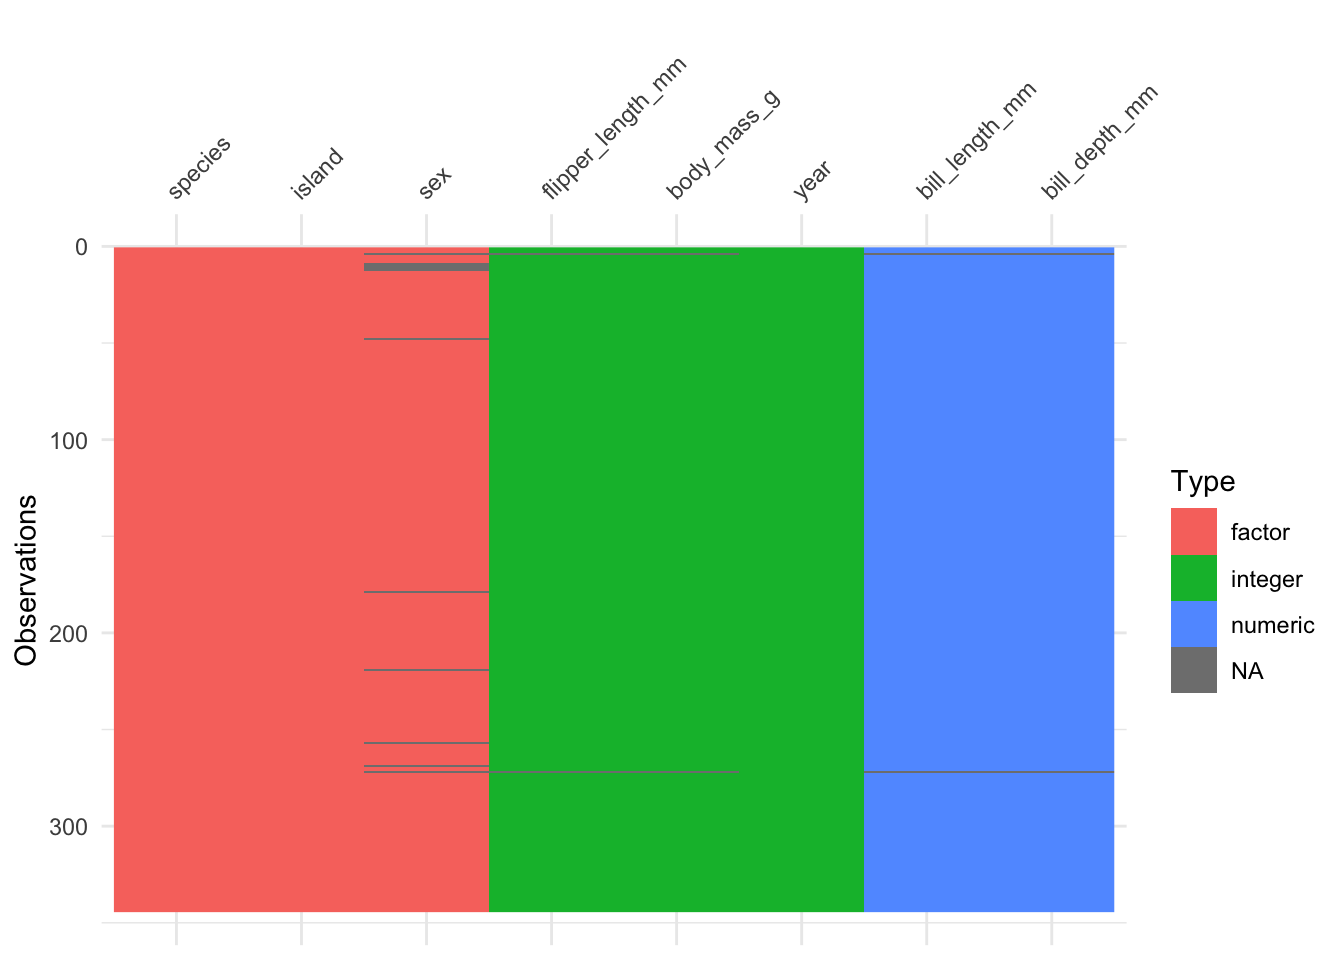 species
island
sex
flipper_length_mm
body_mass_g
year
bill_length_mm
bill_depth_mm
0
100
200
300
Observations
Type
factor
integer
numeric
NA